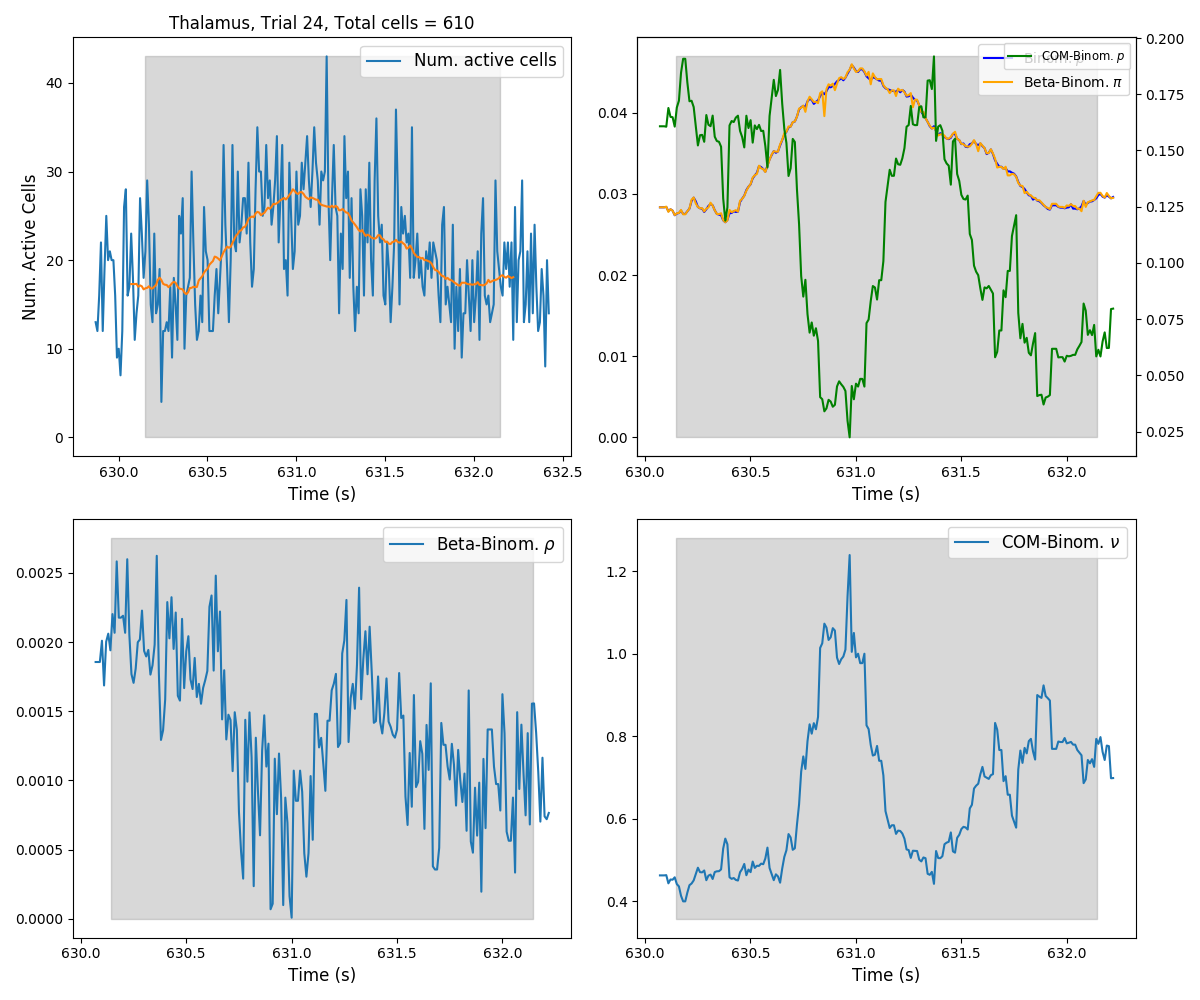 Thalamus, Trial 24, Total cells = 610
Num. active cells
Num. Active Cells
40
30
20
10
0
630.0 630.5 631.0 631.5 632.0 632.5
Time (s)
COM-Binom. p
Beta-Binom. π
0.04
0.03
0.02
0.01
0.00
0.200
0.175
0.150
0.125
0.100
0.075
0.050
0.025
630.0 630.5 631.0 631.5 632.0
Time (s)
Beta-Binom. ρ
0.0025
0.0020
0.0015
0.0010
0.0005
0.0000
630.0 630.5 631.0 631.5 632.0
Time (s)
COM-Binom. ν
1.2
1.0
0.8
0.6
0.4
630.0 630.5 631.0 631.5 632.0
Time (s)